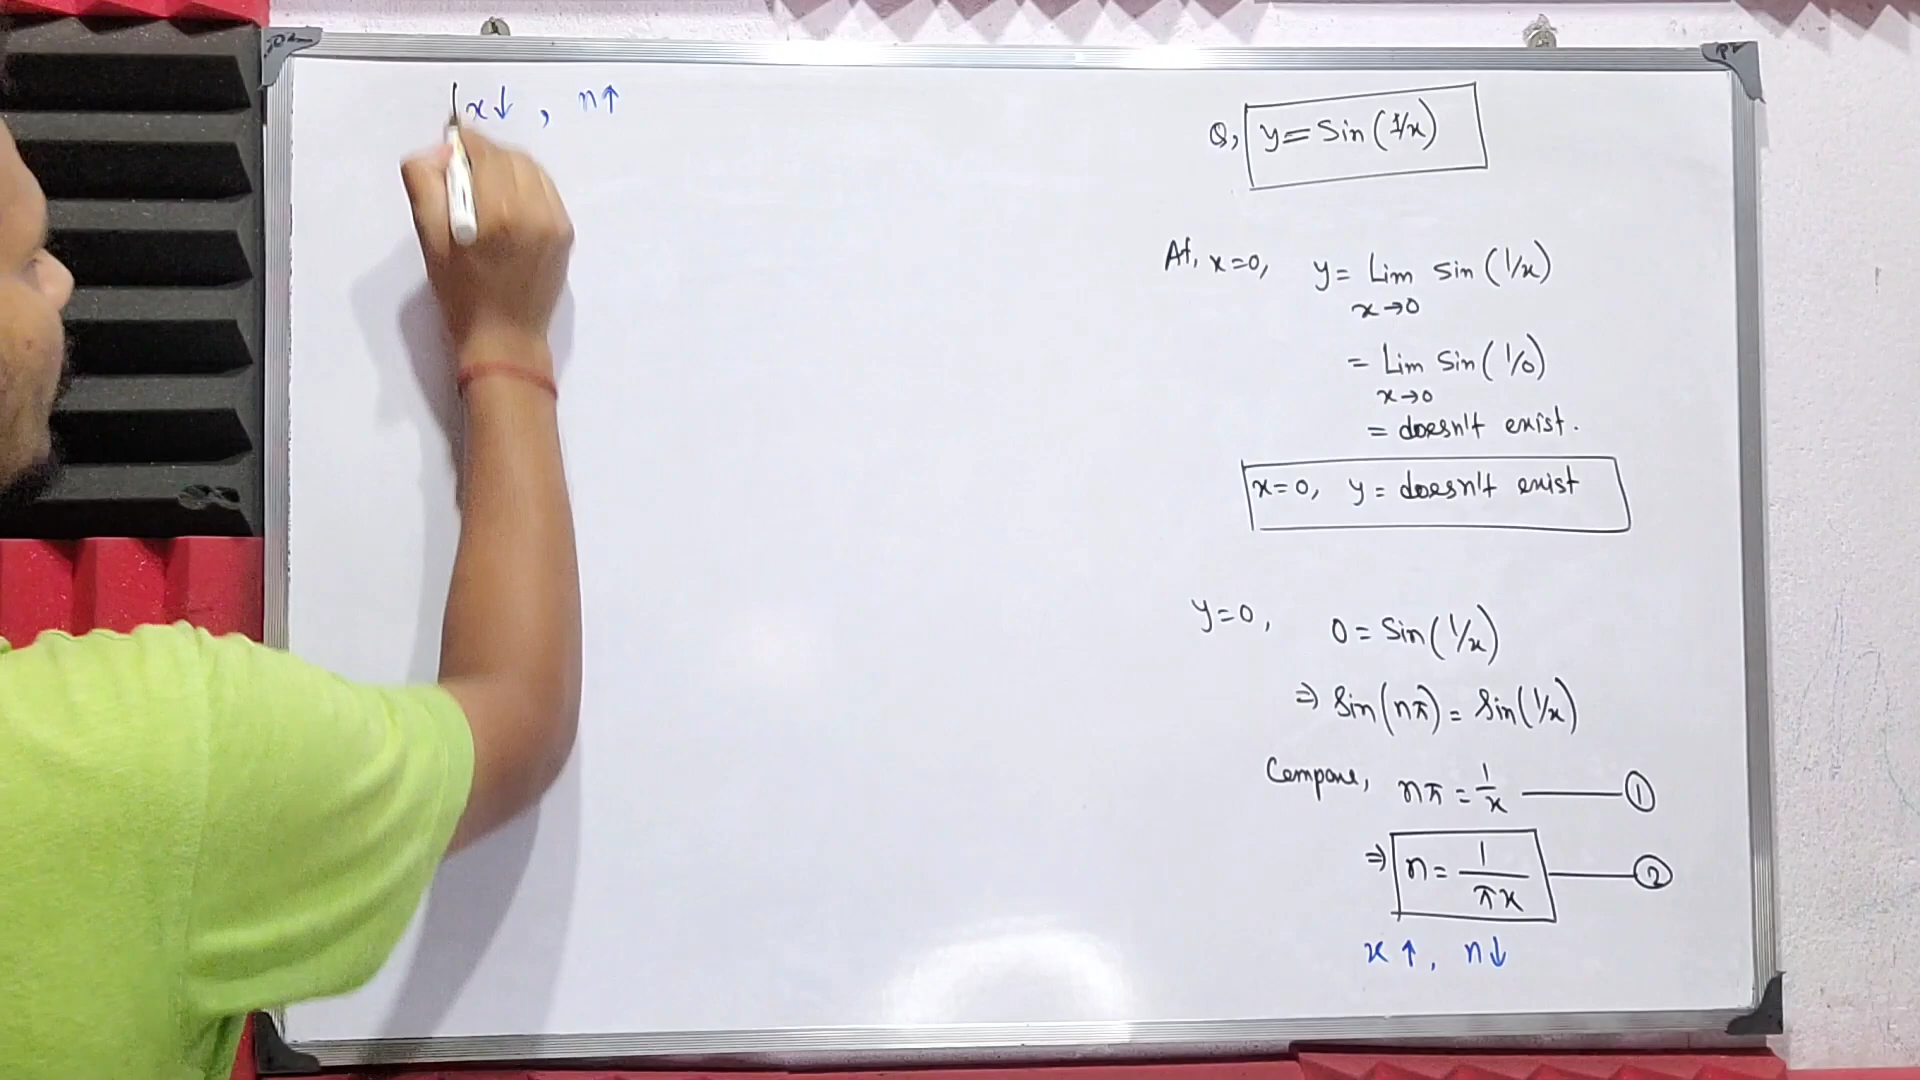 x↓, n↑
Q, y = Sin (1/x)
At, x=0, y = Lim sin (1/x)
x→0
= Lim Sin (1/0)
x→0
= doesn't exist.
x=0, y = doesn't exist
y=0, 0 = Sin (1/x)
⇒ Sin (nπ) = Sin (1/x)
Compare, nπ = 1/x ——— ①
⇒ n = 1/πx ——— ②
x↑, n↓